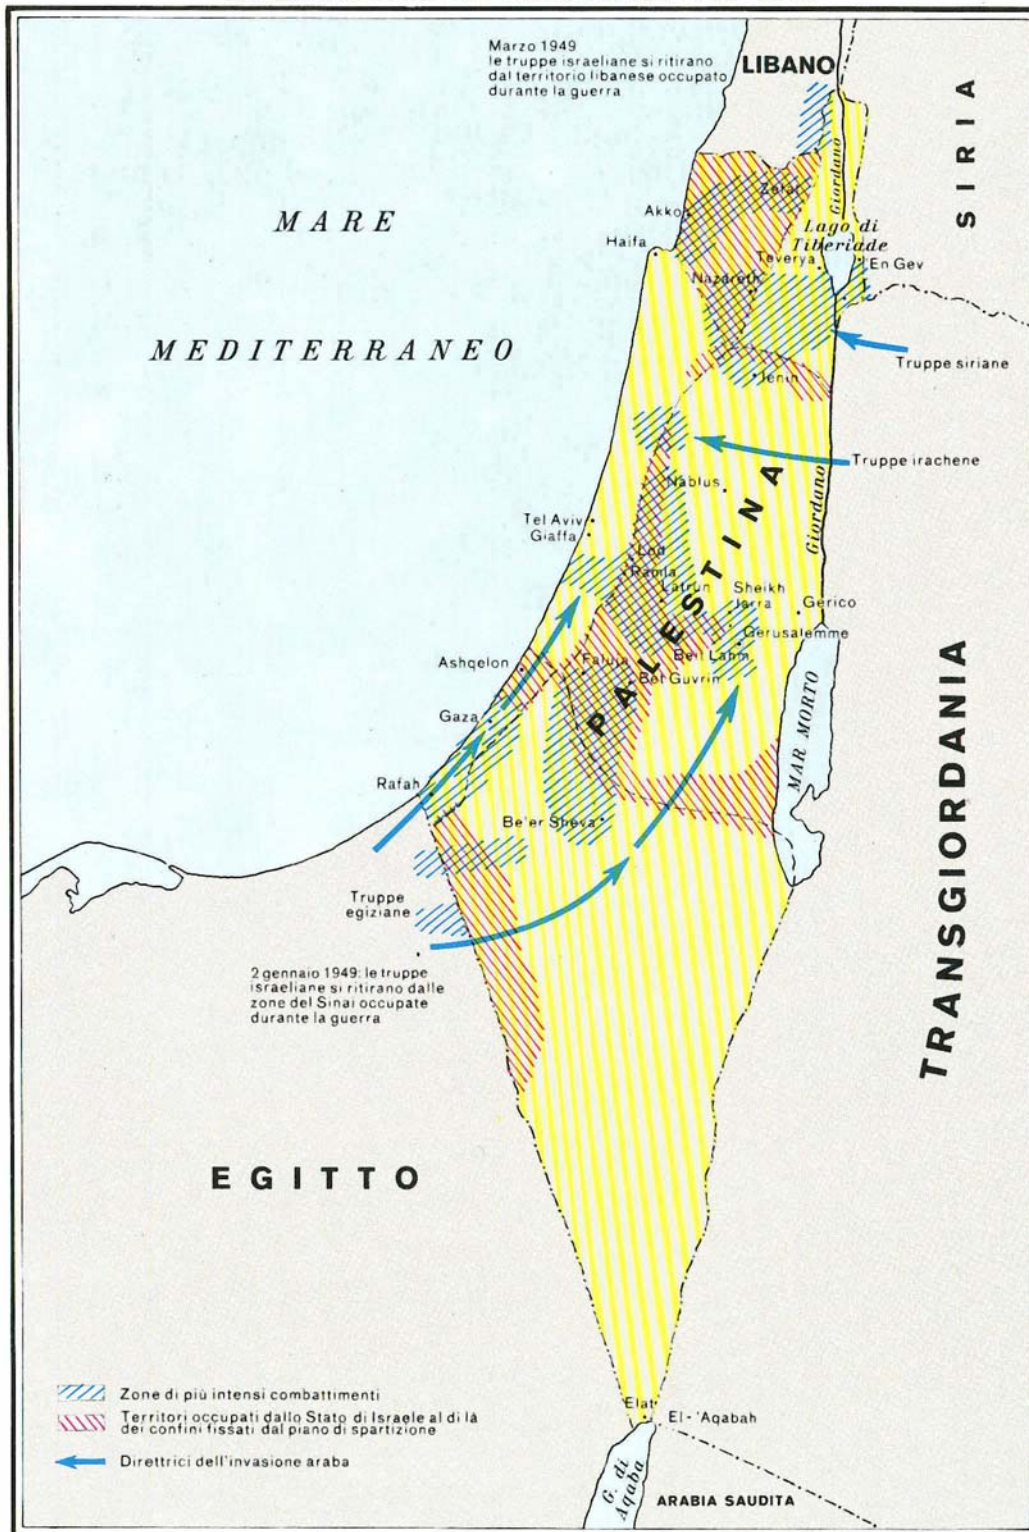 Marzo 1949
le truppe israeliane si ritirano
dal territorio libanese occupato
durante la guerra
LIBANO
SIRIA
MARE
MEDITERRANEO
Giordano
Zefat
Akko
Haifa
Lago di
Tiberiade
Teverya
En Gev
Nazareth
Truppe siriane
Jenin
Truppe irachene
Nablus
PALESTINA
Giordano
Tel Aviv
Giaffa
Lod
Ramla
Latrun
Sheikh
Jarra
Gerico
Gerusalemme
Beit Lahm
Ashqelon
Faluja
Bet Guvrin
Gaza
MAR MORTO
TRANSGIORDANIA
Rafah
Be'er Sheva
Truppe
egiziane
2 gennaio 1949: le truppe
israeliane si ritirano dalle
zone del Sinai occupate
durante la guerra
EGITTO
Zone di più intensi combattimenti
Territori occupati dallo Stato di Israele al di là
dei confini fissati dal piano di spartizione
Direttrici dell'invasione araba
Elat
El-'Aqabah
G. di
Aqaba
ARABIA SAUDITA